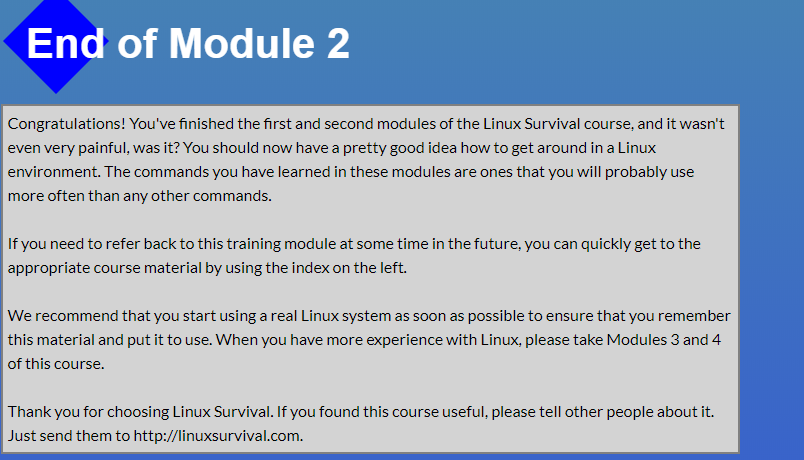 End of Module 2
Congratulations! You've finished the first and second modules of the Linux Survival course, and it wasn't
even very painful, was it? You should now have a pretty good idea how to get around in a Linux
environment. The commands you have learned in these modules are ones that you will probably use
more often than any other commands.
If you need to refer back to this training module at some time in the future, you can quickly get to the
appropriate course material by using the index on the left.
We recommend that you start using a real Linux system as soon as possible to ensure that you remember
this material and put it to use. When you have more experience with Linux, please take Modules 3 and 4
of this course.
Thank you for choosing Linux Survival. If you found this course useful, please tell other people about it.
Just send them to http://linuxsurvival.com.